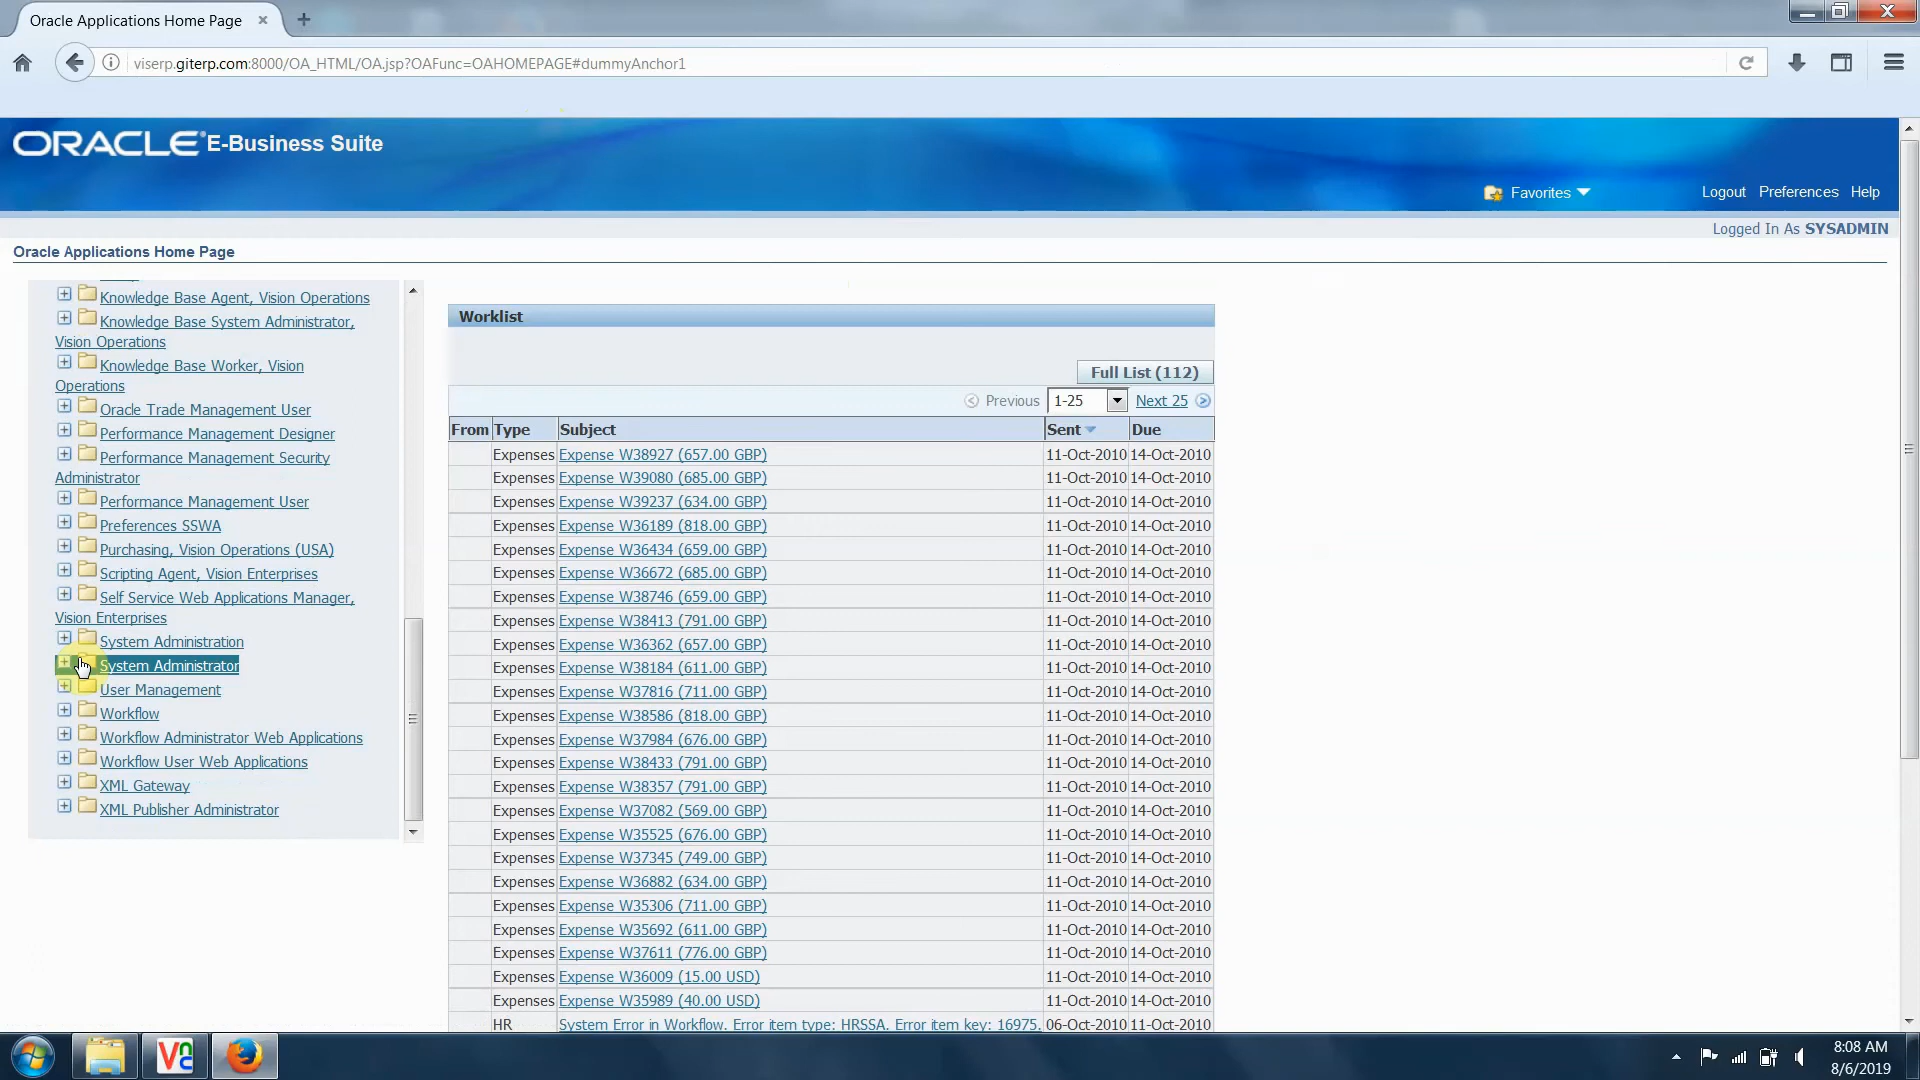 Oracle Applications Home Page
viserp.giterp.com:8000/OA_HTML/OA.jsp?OAFunc=OAHOMEPAGE#dummyAnchor1
ORACLE® E-Business Suite
Favorites
Logout Preferences Help
Logged In As SYSADMIN
Oracle Applications Home Page
Knowledge Base Agent, Vision Operations
Knowledge Base System Administrator,
Vision Operations
Knowledge Base Worker, Vision
Operations
Oracle Trade Management User
Performance Management Designer
Performance Management Security
Administrator
Performance Management User
Preferences SSWA
Purchasing, Vision Operations (USA)
Scripting Agent, Vision Enterprises
Self Service Web Applications Manager,
Vision Enterprises
System Administration
System Administrator
User Management
Workflow
Workflow Administrator Web Applications
Workflow User Web Applications
XML Gateway
XML Publisher Administrator
Worklist
Full List (112)
Previous 1-25 Next 25
From Type Subject Sent Due
Expenses Expense W38927 (657.00 GBP) 11-Oct-2010 14-Oct-2010
Expenses Expense W39080 (685.00 GBP) 11-Oct-2010 14-Oct-2010
Expenses Expense W39237 (634.00 GBP) 11-Oct-2010 14-Oct-2010
Expenses Expense W36189 (818.00 GBP) 11-Oct-2010 14-Oct-2010
Expenses Expense W36434 (659.00 GBP) 11-Oct-2010 14-Oct-2010
Expenses Expense W36672 (685.00 GBP) 11-Oct-2010 14-Oct-2010
Expenses Expense W38746 (659.00 GBP) 11-Oct-2010 14-Oct-2010
Expenses Expense W38413 (791.00 GBP) 11-Oct-2010 14-Oct-2010
Expenses Expense W36362 (657.00 GBP) 11-Oct-2010 14-Oct-2010
Expenses Expense W38184 (611.00 GBP) 11-Oct-2010 14-Oct-2010
Expenses Expense W37816 (711.00 GBP) 11-Oct-2010 14-Oct-2010
Expenses Expense W38586 (818.00 GBP) 11-Oct-2010 14-Oct-2010
Expenses Expense W37984 (676.00 GBP) 11-Oct-2010 14-Oct-2010
Expenses Expense W38433 (791.00 GBP) 11-Oct-2010 14-Oct-2010
Expenses Expense W38357 (791.00 GBP) 11-Oct-2010 14-Oct-2010
Expenses Expense W37082 (569.00 GBP) 11-Oct-2010 14-Oct-2010
Expenses Expense W35525 (676.00 GBP) 11-Oct-2010 14-Oct-2010
Expenses Expense W37345 (749.00 GBP) 11-Oct-2010 14-Oct-2010
Expenses Expense W36882 (634.00 GBP) 11-Oct-2010 14-Oct-2010
Expenses Expense W35306 (711.00 GBP) 11-Oct-2010 14-Oct-2010
Expenses Expense W35692 (611.00 GBP) 11-Oct-2010 14-Oct-2010
Expenses Expense W37611 (776.00 GBP) 11-Oct-2010 14-Oct-2010
Expenses Expense W36009 (15.00 USD) 11-Oct-2010 14-Oct-2010
Expenses Expense W35989 (40.00 USD) 11-Oct-2010 14-Oct-2010
HR System Error in Workflow. Error item type: HRSSA. Error item key: 16975. 06-Oct-2010 11-Oct-2010
8:08 AM
8/6/2019